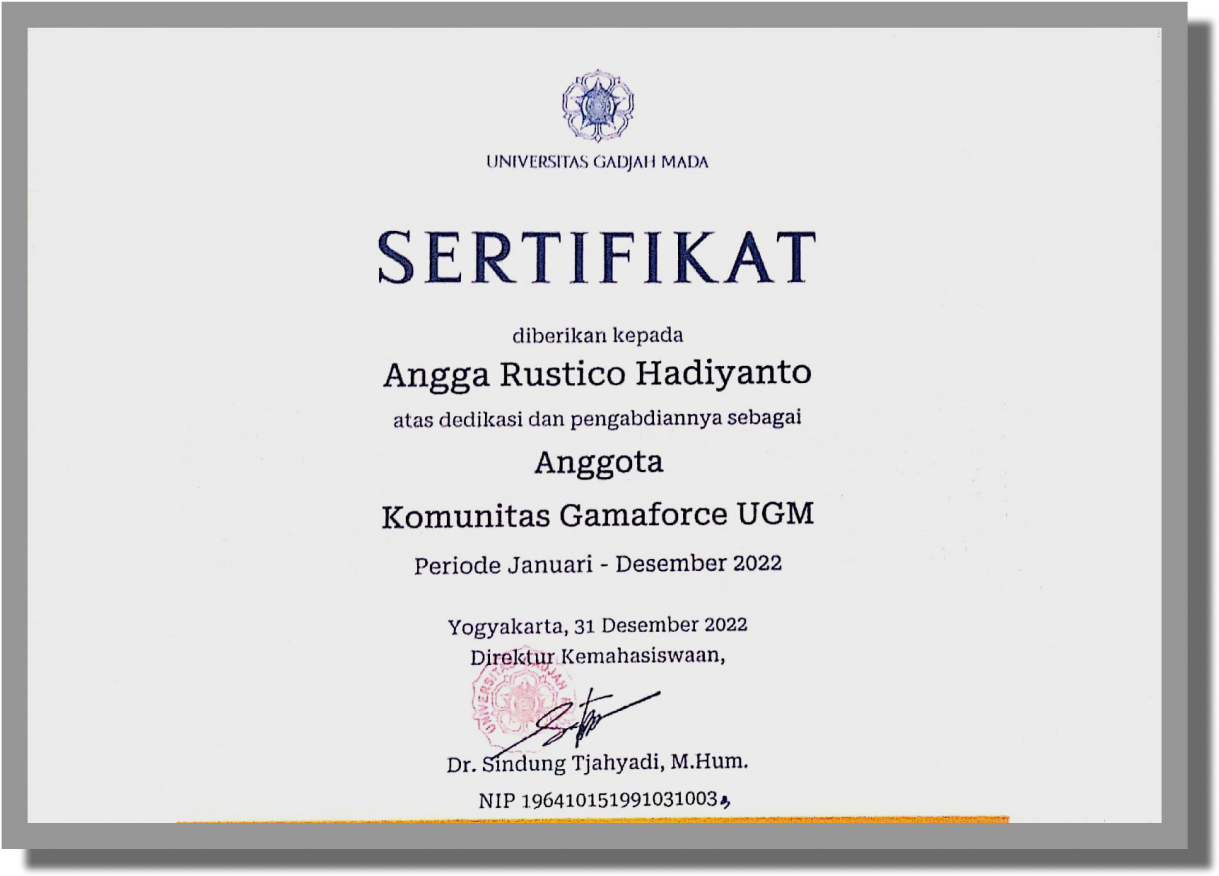 UNIVERSITAS GADJAH MADA
SERTIFIKAT
diberikan kepada
Angga Rustico Hadiyanto
atas dedikasi dan pengabdiannya sebagai
Anggota
Komunitas Gamaforce UGM
Periode Januari - Desember 2022
Yogyakarta, 31 Desember 2022
Direktur Kemahasiswaan,
UNIVERSITAS GADJAH
Dr. Sindung Tjahyadi, M.Hum.
NIP 196410151991031003